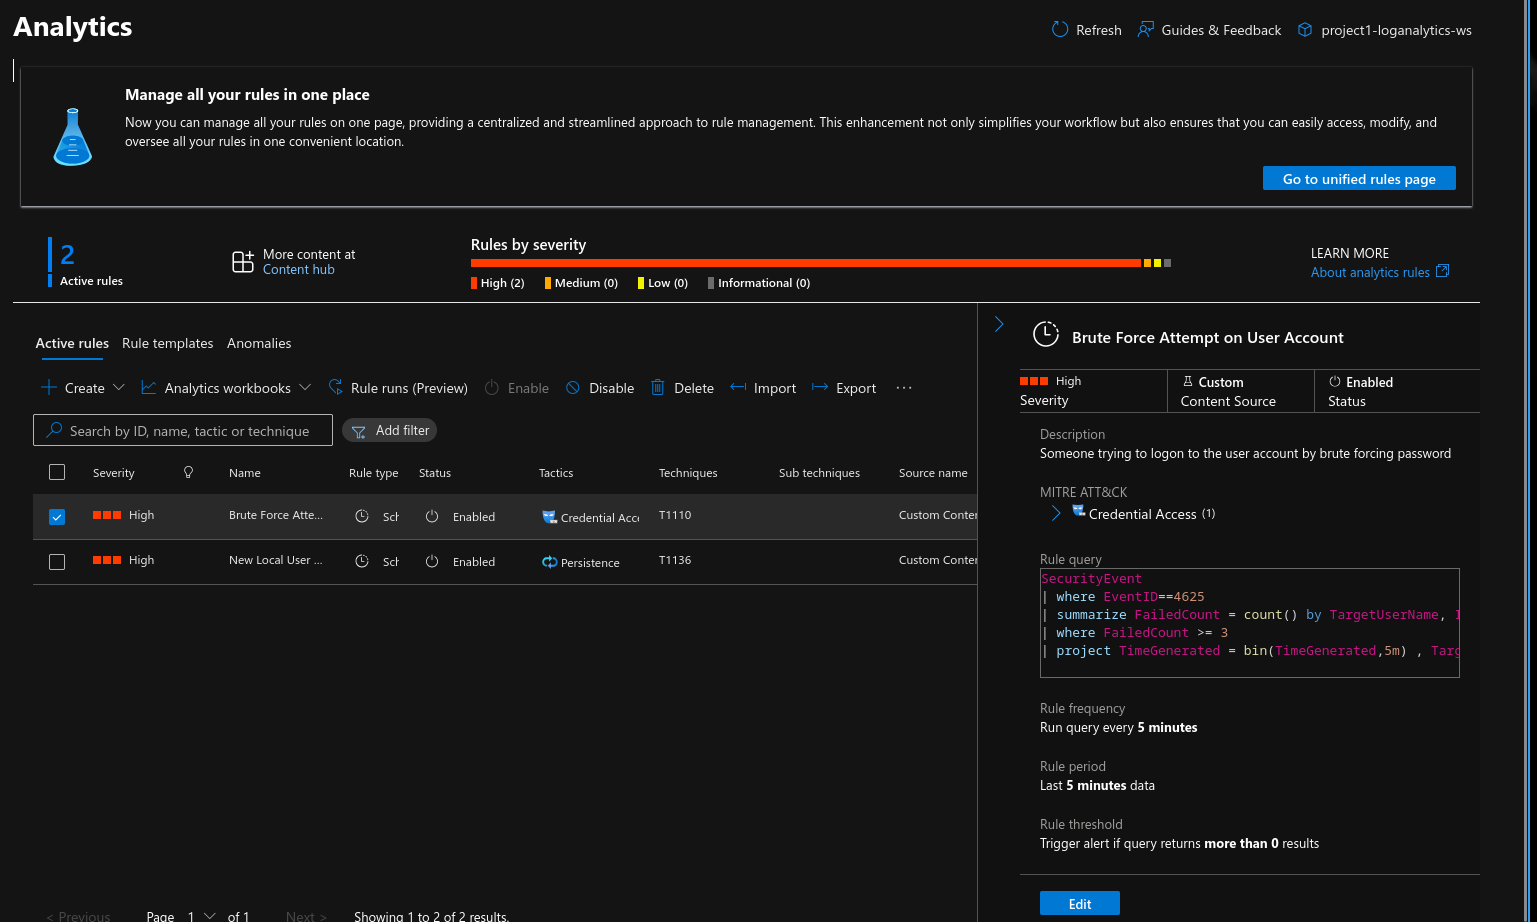 Analytics
Refresh
Guides & Feedback
project1-loganalytics-ws
Manage all your rules in one place
Now you can manage all your rules on one page, providing a centralized and streamlined approach to rule management. This enhancement not only simplifies your workflow but also ensures that you can easily access, modify, and
oversee all your rules in one convenient location.
Go to unified rules page
2
Active rules
More content at
Content hub
Rules by severity
High (2) Medium (0) Low (0) Informational (0)
LEARN MORE
About analytics rules
Active rules Rule templates Anomalies
Create Analytics workbooks Rule runs (Preview) Enable Disable Delete Import Export ...
Search by ID, name, tactic or technique
Add filter
Severity Name Rule type Status Tactics Techniques Sub techniques Source name
High Brute Force Atte... Sch Enabled Credential Acce T1110 Custom Conten
High New Local User ... Sch Enabled Persistence T1136 Custom Conten
< Previous Page 1 of 1 Next > Showing 1 to 2 of 2 results.
Brute Force Attempt on User Account
High
Severity
Custom
Content Source
Enabled
Status
Description
Someone trying to logon to the user account by brute forcing password
MITRE ATT&CK
Credential Access (1)
Rule query
SecurityEvent
| where EventID==4625
| summarize FailedCount = count() by TargetUserName, I
| where FailedCount >= 3
| project TimeGenerated = bin(TimeGenerated,5m) , Targ
Rule frequency
Run query every 5 minutes
Rule period
Last 5 minutes data
Rule threshold
Trigger alert if query returns more than 0 results
Edit